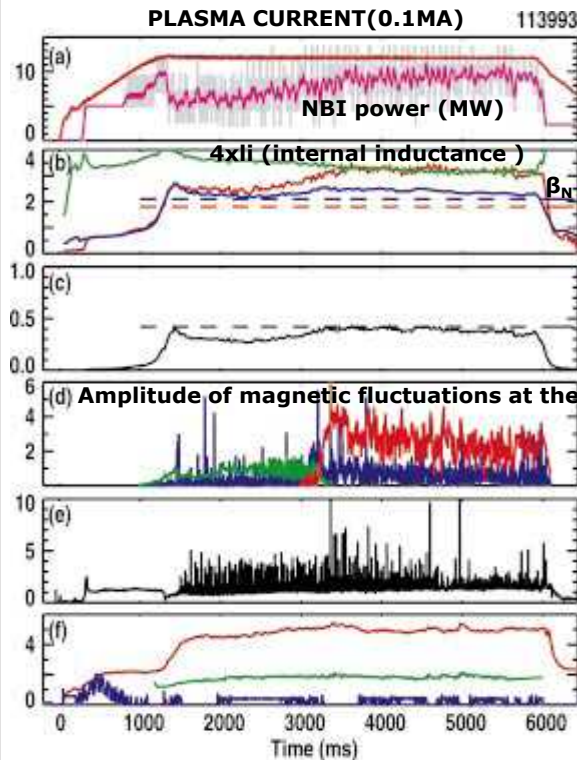 PLASMA CURRENT(0.1MA) 113993
(a)
10
0
NBI power (MW)
(b)
4xli (internal inductance )
4
2
0
βN
(c)
1.0
0.5
0.0
(d) Amplitude of magnetic fluctuations at the
6
4
2
(e)
10
5
0
(f)
5
0
0 1000 2000 3000 4000 5000 6000
Time (ms)